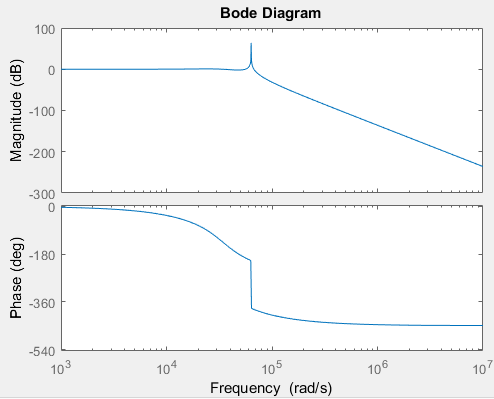 Bode Diagram
Magnitude (dB)
100
0
-100
-200
-300
Phase (deg)
0
-180
-360
-540
10^3 10^4 10^5 10^6 10^7
Frequency (rad/s)